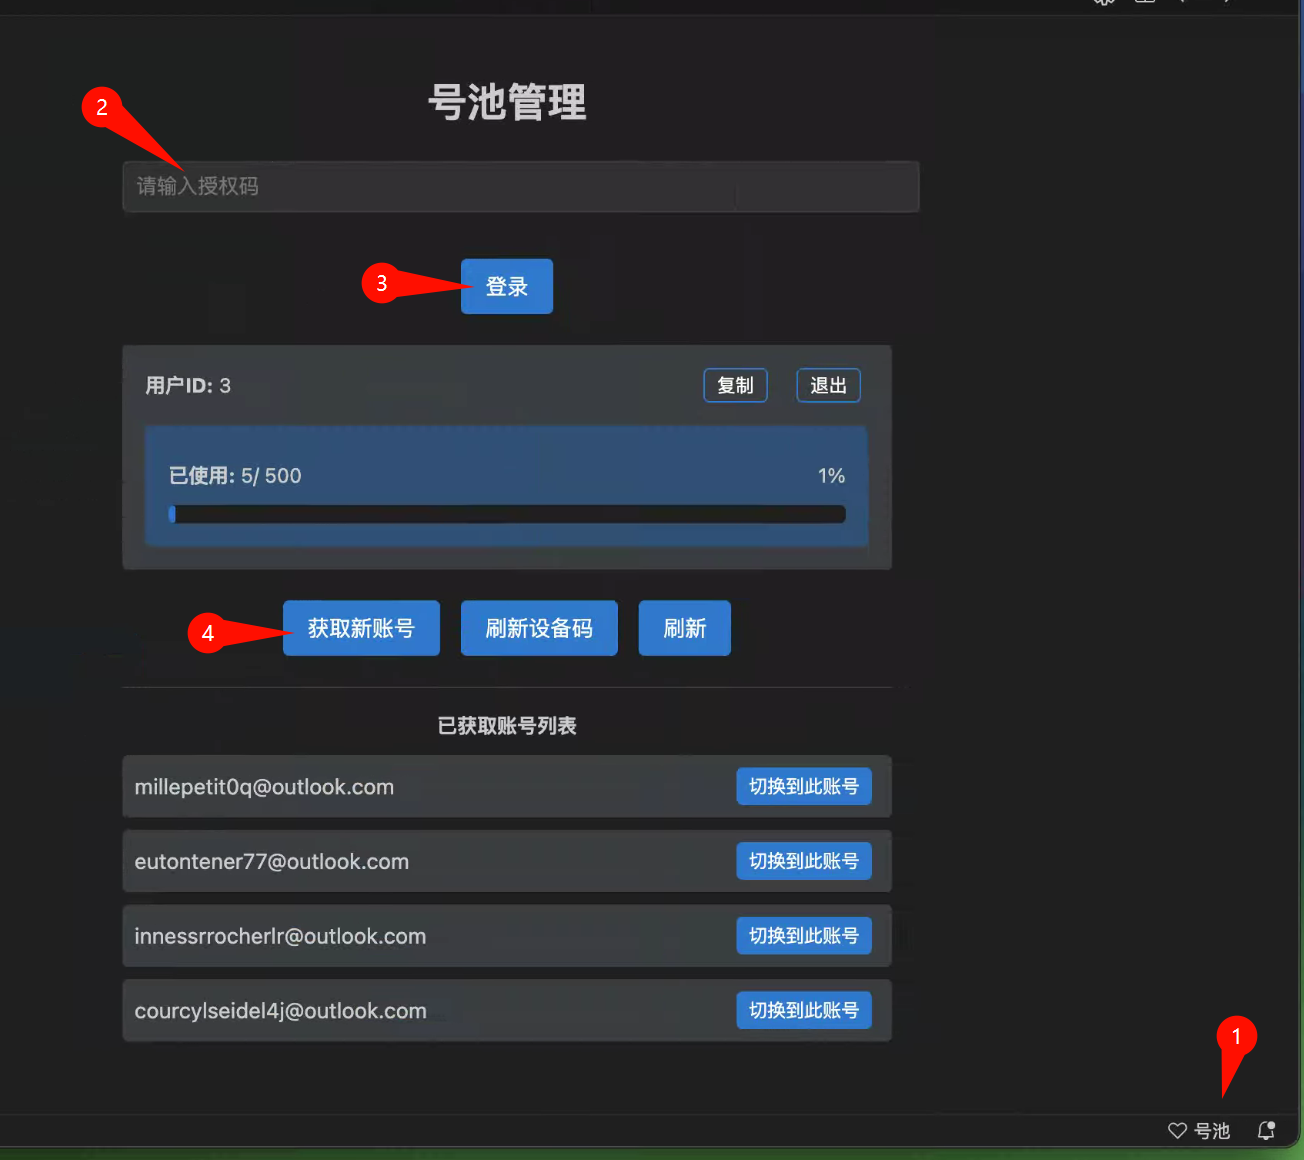 号池管理
2
请输入授权码
3
登录
用户ID: 3
复制
退出
已使用: 5/ 500
1%
4
获取新账号
刷新设备码
刷新
已获取账号列表
millepetit0q@outlook.com
切换到此账号
eutontener77@outlook.com
切换到此账号
innessrrocherlr@outlook.com
切换到此账号
courcylseidel4j@outlook.com
切换到此账号
1
号池